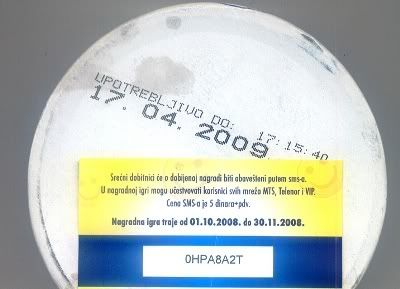 UPOTREBLJIVO DO:
17. 04. 2009 17:15:40
Srećni dobitnici će o dobijenoj nagradi biti obavešteni putem sms-a.
U nagradnoj igri mogu učestvovati korisnici svih mreža MTS, Telenor i VIP.
Cena SMS-a je 5 dinara+pdv.
Nagradna igra traje od 01.10.2008. do 30.11.2008.
0HPA8A2T